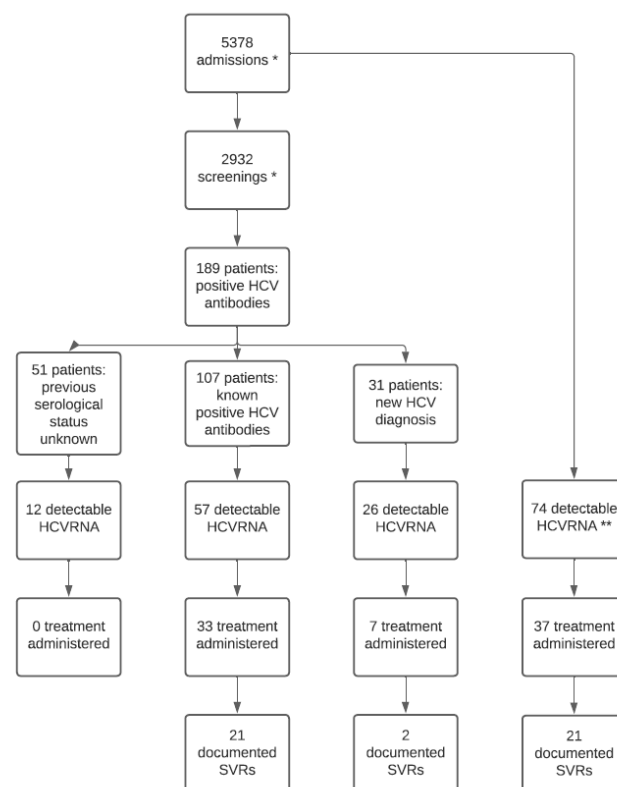 5378
admissions *
2932
screenings *
189 patients:
positive HCV
antibodies
51 patients:
previous
serological
status
unknown
107 patients:
known
positive HCV
antibodies
31 patients:
new HCV
diagnosis
12 detectable
HCVRNA
57 detectable
HCVRNA
26 detectable
HCVRNA
74 detectable
HCVRNA **
0 treatment
administered
33 treatment
administered
7 treatment
administered
37 treatment
administered
21
documented
SVRs
2
documented
SVRs
21
documented
SVRs